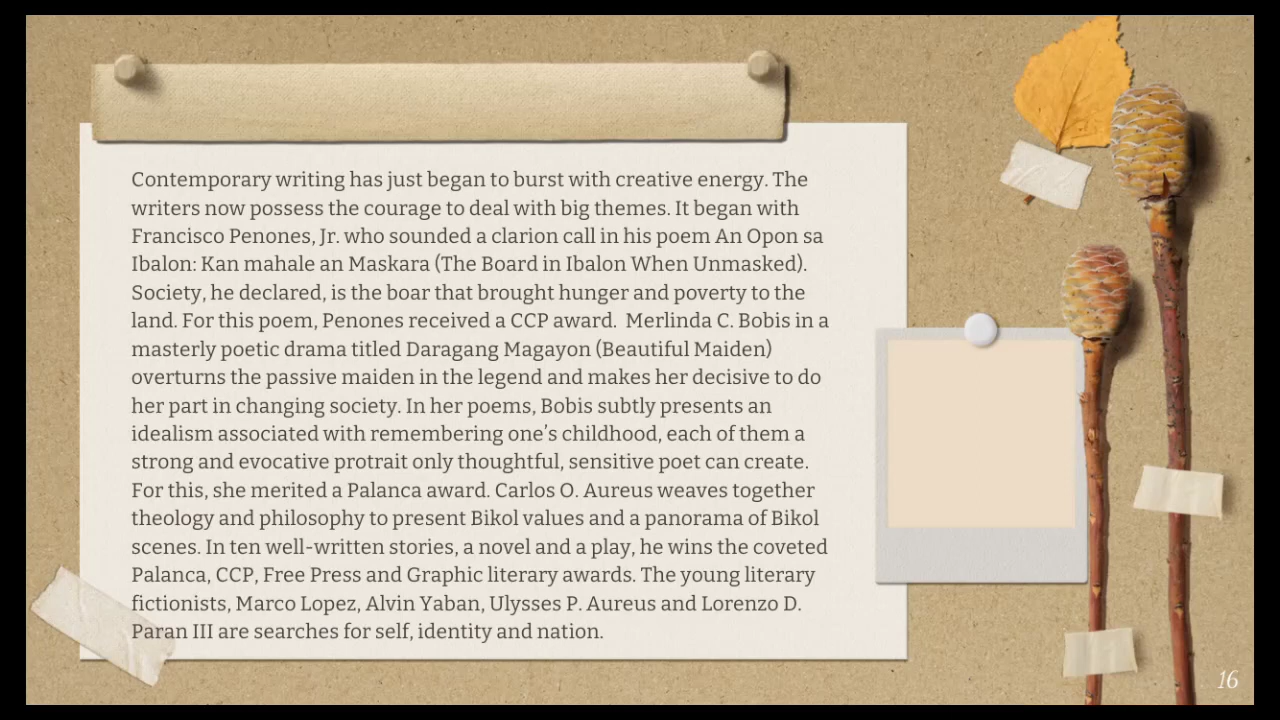 Contemporary writing has just began to burst with creative energy. The
writers now possess the courage to deal with big themes. It began with
Francisco Penones, Jr. who sounded a clarion call in his poem An Opon sa
Ibalon: Kan mahale an Maskara (The Board in Ibalon When Unmasked).
Society, he declared, is the boar that brought hunger and poverty to the
land. For this poem, Penones received a CCP award.  Merlinda C. Bobis in a
masterly poetic drama titled Daragang Magayon (Beautiful Maiden)
overturns the passive maiden in the legend and makes her decisive to do
her part in changing society. In her poems, Bobis subtly presents an
idealism associated with remembering one’s childhood, each of them a
strong and evocative protrait only thoughtful, sensitive poet can create.
For this, she merited a Palanca award. Carlos O. Aureus weaves together
theology and philosophy to present Bikol values and a panorama of Bikol
scenes. In ten well-written stories, a novel and a play, he wins the coveted
Palanca, CCP, Free Press and Graphic literary awards. The young literary
fictionists, Marco Lopez, Alvin Yaban, Ulysses P. Aureus and Lorenzo D.
Paran III are searches for self, identity and nation.
16